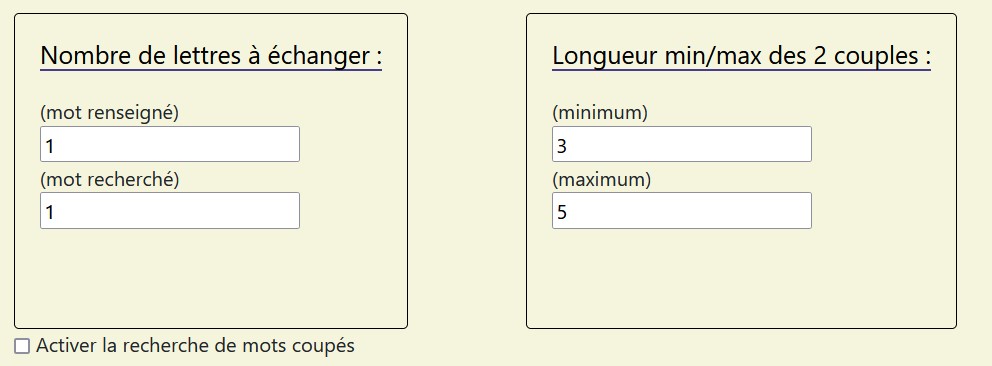 Nombre de lettres à échanger :
(mot renseigné)
1
(mot recherché)
1
Longueur min/max des 2 couples :
(minimum)
3
(maximum)
5
Activer la recherche de mots coupés